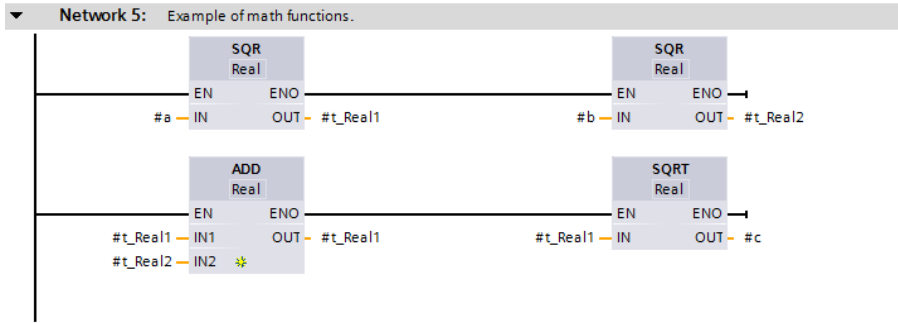 Network 5: Example of math functions.
SQR SQR
Real Real
EN ENO EN ENO
#a IN OUT #t_Real1 #b IN OUT #t_Real2
ADD SQRT
Real Real
EN ENO EN ENO
#t_Real1 IN1 OUT #t_Real1 #t_Real1 IN OUT #c
#t_Real2 IN2